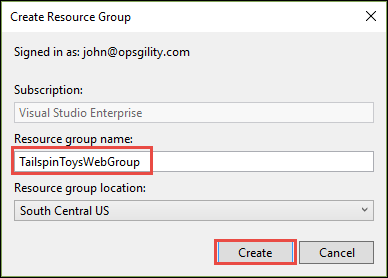 Create Resource Group
Signed in as: john@opsgility.com
Subscription:
Visual Studio Enterprise
Resource group name:
TailspinToysWebGroup
Resource group location:
South Central US
Create Cancel